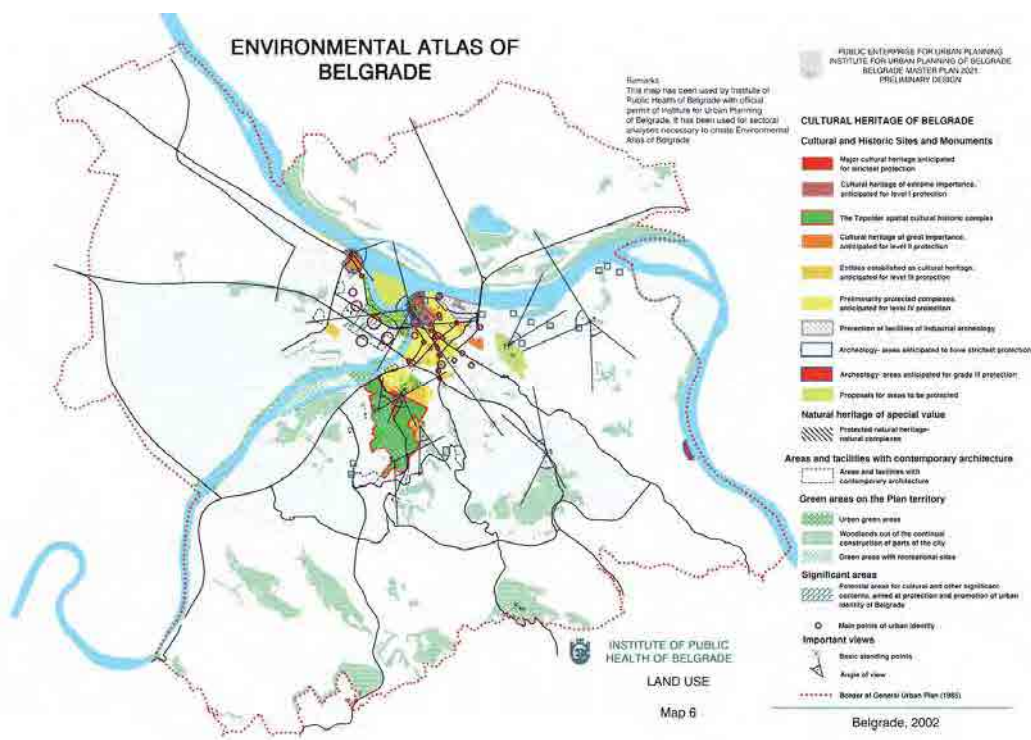 ENVIRONMENTAL ATLAS OF
BELGRADE
Remarks
This map has been used by Institute of
Public Health of Belgrade with official
permit of Institute for Urban Planning
of Belgrade. It has been used for sectoral
analyses necessary to create Environmental
Atlas of Belgrade
PUBLIC ENTERPRISE FOR URBAN PLANNING
INSTITUTE FOR URBAN PLANNING OF BELGRADE
BELGRADE MASTER PLAN 2021
PRELIMINARY DESIGN
CULTURAL HERITAGE OF BELGRADE
Cultural and Historic Sites and Monuments
Major cultural heritage anticipated
for strictest protection
Cultural heritage of extreme importance,
anticipated for level I protection
The Topcider spatial cultural historic complex
Cultural heritage of great importance,
anticipated for level II protection
Entities established as cultural heritage,
anticipated for level III protection
Preliminarily protected complexes,
anticipated for level IV protection
Prevention of facilities of industrial archeology
Archeology- areas anticipated to have strictest protection
Archeology- areas anticipated for grade III protection
Proposals for areas to be protected
Natural heritage of special value
Protected natural heritage-
natural complexes
Areas and facilities with contemporary architecture
Areas and facilities with
contemporary architecture
Green areas on the Plan territory
Urban green areas
Woodlands out of the continual
construction of parts of the city
Green areas with recreational sites
Significant areas
Potential areas for cultural and other significant
contents, aimed at protection and promotion of urban
identity of Belgrade
Main points of urban identity
Important views
Basic standing points
Angle of view
Border of General Urban Plan (1985)
INSTITUTE OF PUBLIC
HEALTH OF BELGRADE
LAND USE
Map 6
Belgrade, 2002